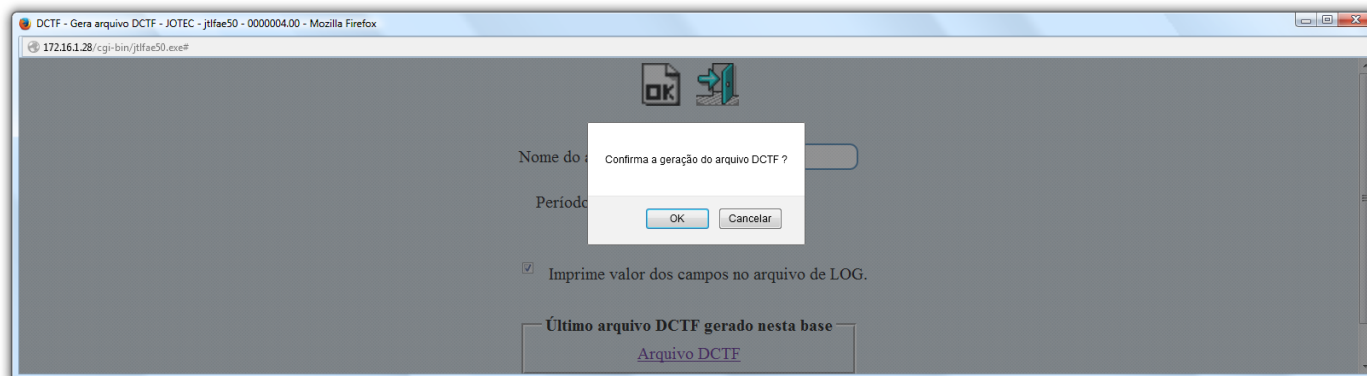 DCTF - Gera arquivo DCTF - JOTEC - jtlfae50 - 0000004.00 - Mozilla Firefox
172.16.1.28/cgi-bin/jtlfae50.exe#
OK
Nome do
Confirma a geração do arquivo DCTF ?
Período
OK Cancelar
Imprime valor dos campos no arquivo de LOG.
Último arquivo DCTF gerado nesta base
Arquivo DCTF